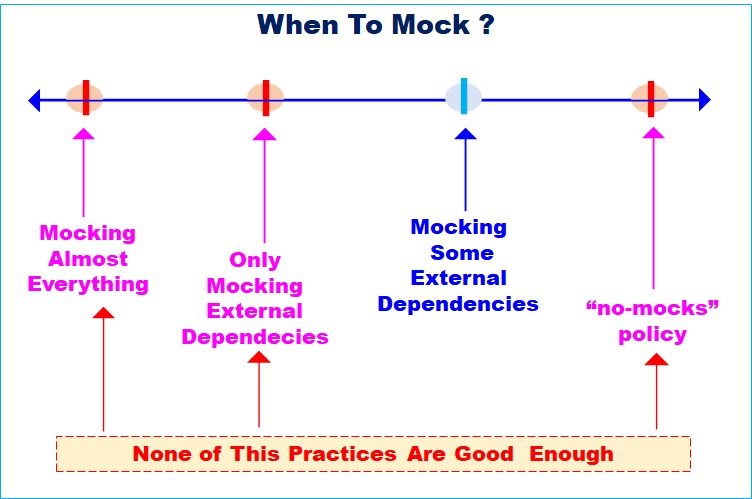 When To Mock ?
Mocking
Almost
Everything
Only
Mocking
External
Dependecies
Mocking
Some
External
Dependencies
“no-mocks”
policy
None of This Practices Are Good Enough